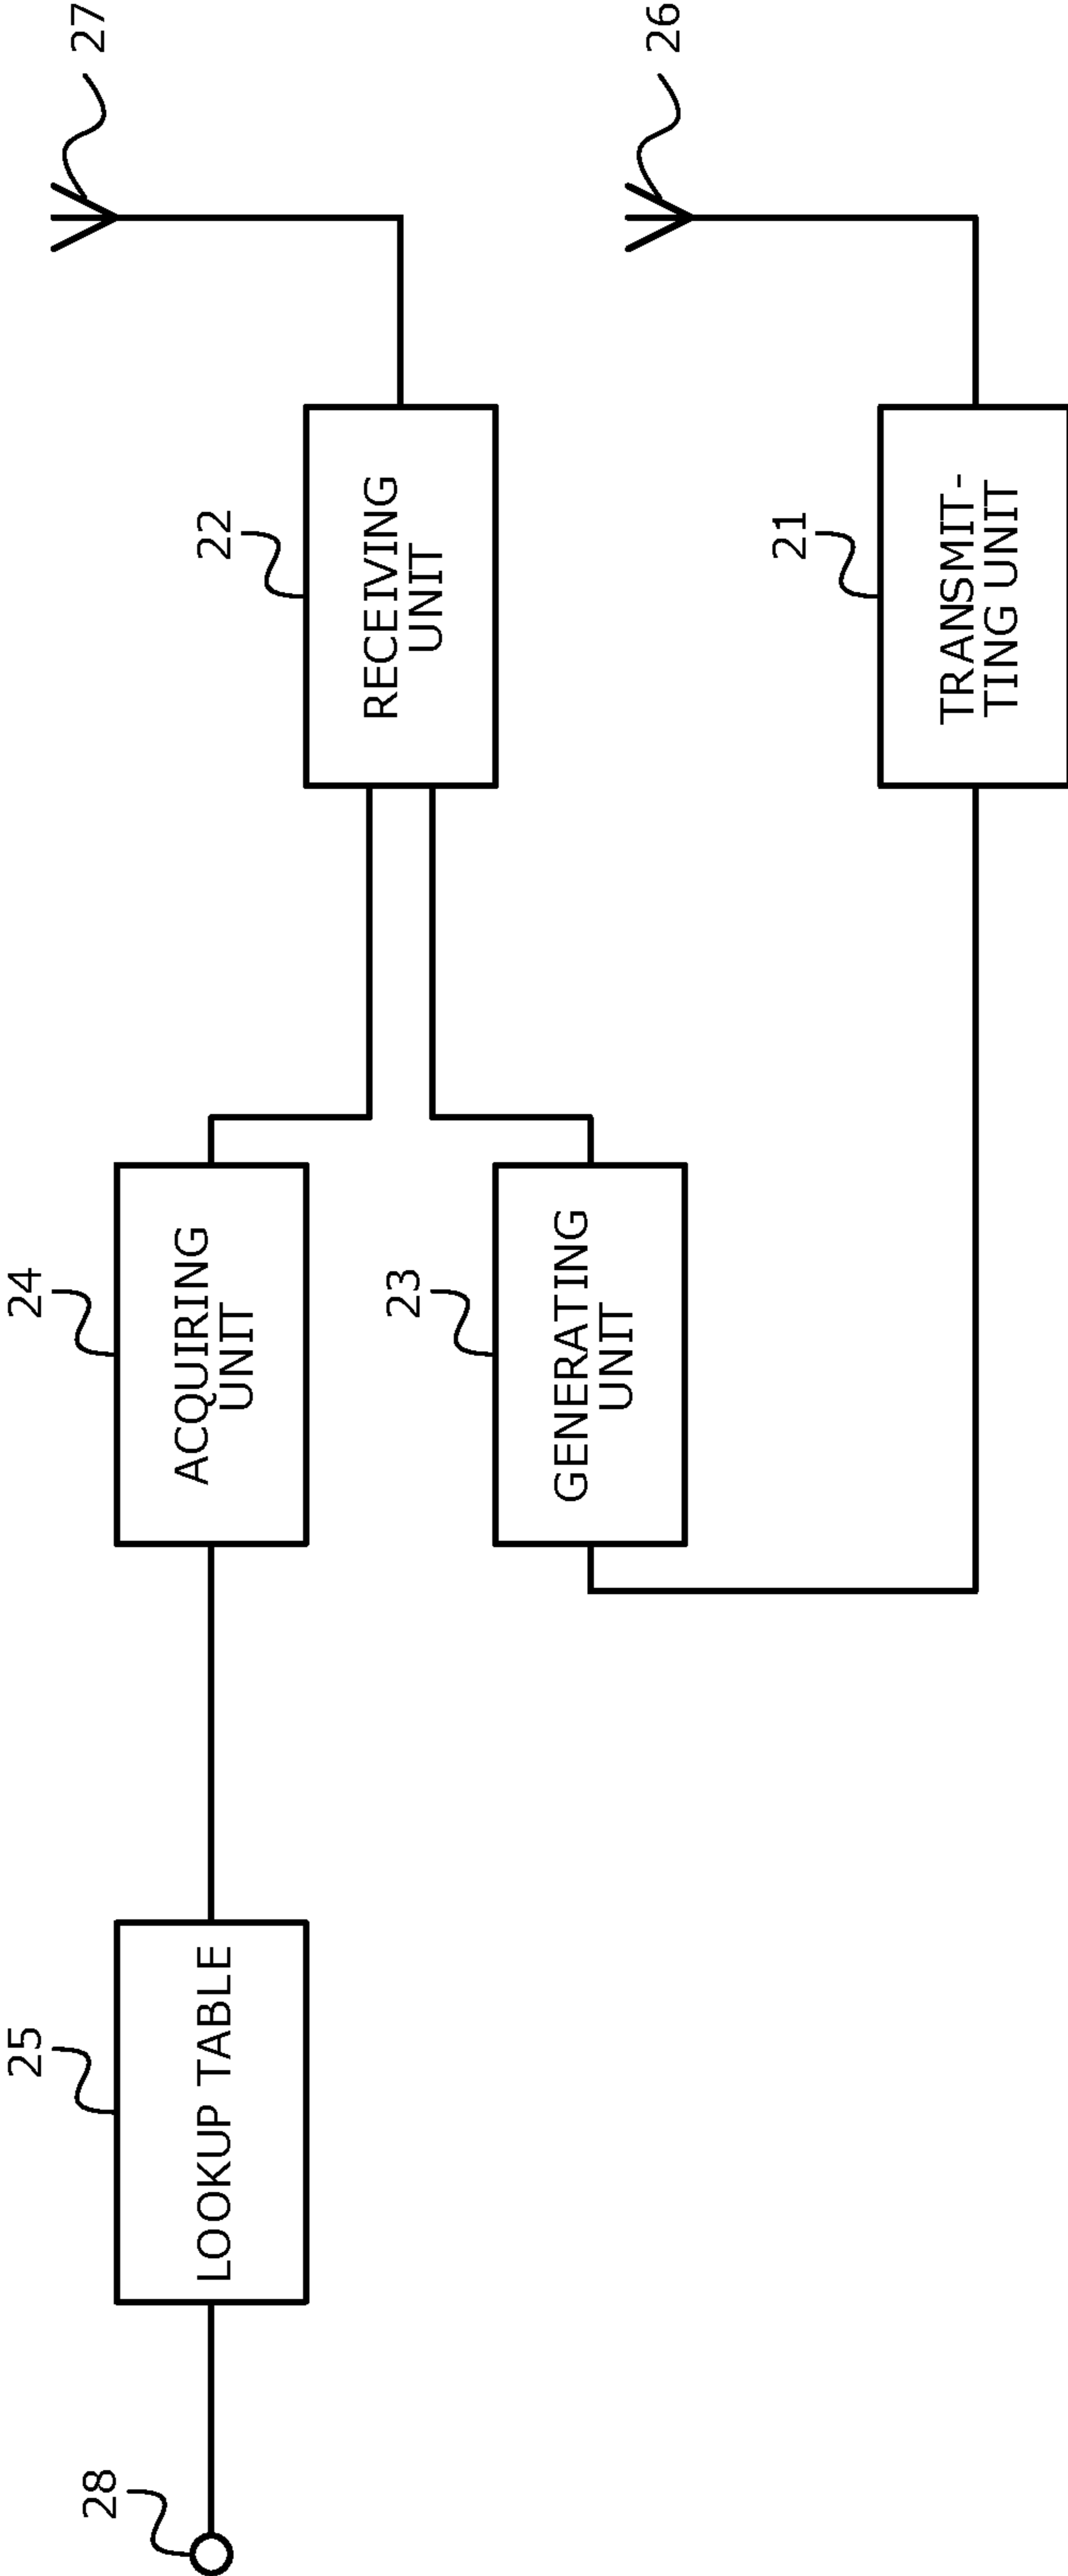 28
25
LOOKUP TABLE
24
ACQUIRING
UNIT
23
GENERATING
UNIT
22
RECEIVING
UNIT
27
21
TRANSMIT-
TING UNIT
26